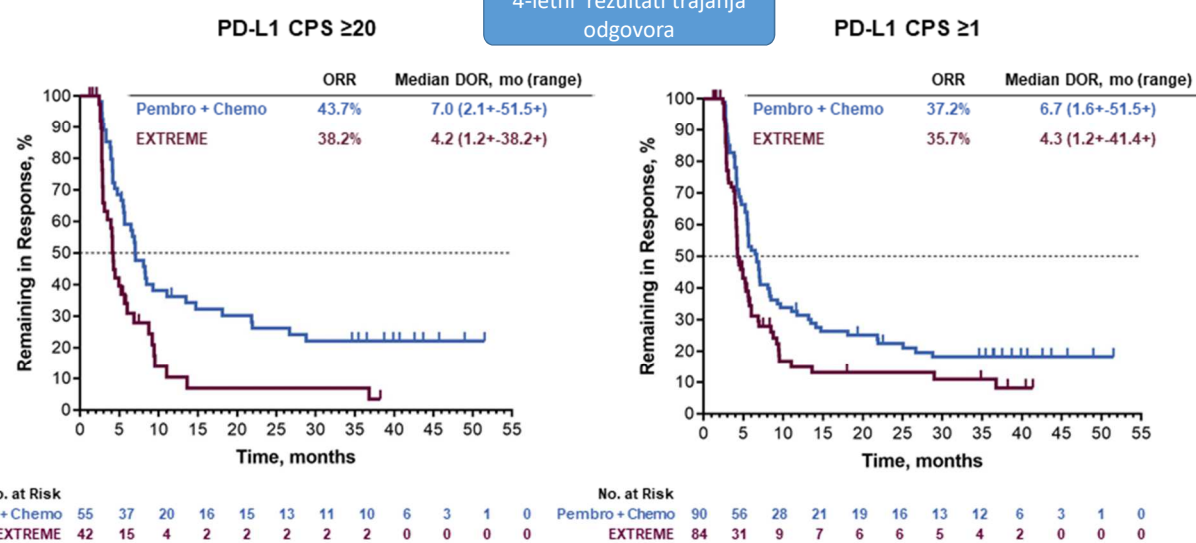 4-letni rezultati trajanja
odgovora
PD-L1 CPS ≥20
ORR Median DOR, mo (range)
Pembro + Chemo 43.7% 7.0 (2.1+-51.5+)
EXTREME 38.2% 4.2 (1.2+-38.2+)
Remaining in Response, %
100
90
80
70
60
50
40
30
20
10
0
0 5 10 15 20 25 30 35 40 45 50 55
Time, months
No. at Risk
+ Chemo 55 37 20 16 15 13 11 10 6 3 1 0
EXTREME 42 15 4 2 2 2 2 2 0 0 0 0
PD-L1 CPS ≥1
ORR Median DOR, mo (range)
Pembro + Chemo 37.2% 6.7 (1.6+-51.5+)
EXTREME 35.7% 4.3 (1.2+-41.4+)
Remaining in Response, %
100
90
80
70
60
50
40
30
20
10
0
0 5 10 15 20 25 30 35 40 45 50 55
Time, months
No. at Risk
Pembro + Chemo 90 56 28 21 19 16 13 12 6 3 1 0
EXTREME 84 31 9 7 6 6 5 4 2 0 0 0